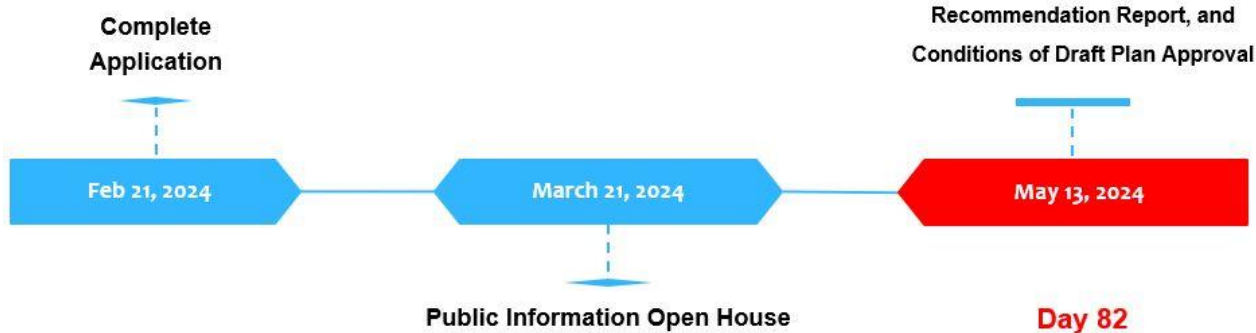 Complete
Application
Recommendation Report, and
Conditions of Draft Plan Approval
Feb 21, 2024
March 21, 2024
May 13, 2024
Public Information Open House
Day 82